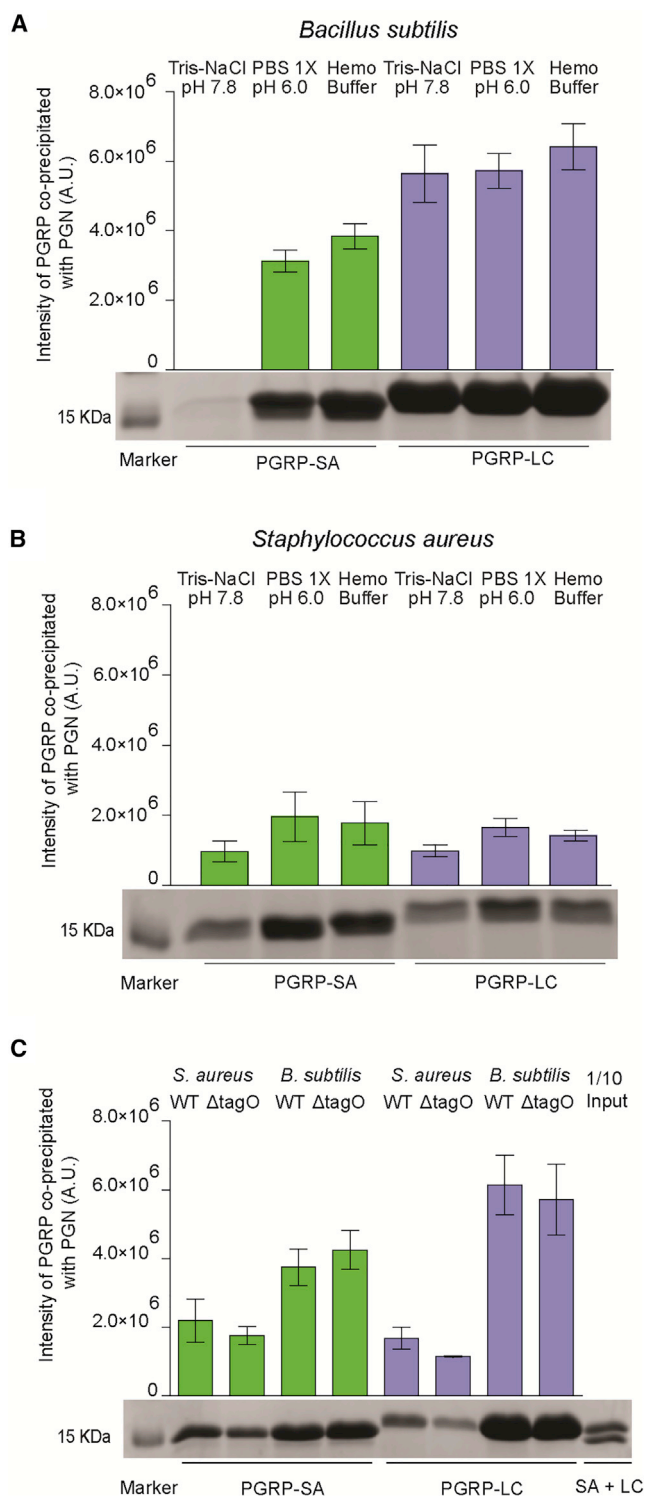 A
Bacillus subtilis
Tris-NaCl PBS 1X Hemo Tris-NaCl PBS 1X Hemo
pH 7.8 pH 6.0 Buffer pH 7.8 pH 6.0 Buffer
Intensity of PGRP co-precipitated
with PGN (A.U.)
8.0×10^6
6.0×10^6
4.0×10^6
2.0×10^6
0
15 KDa
Marker PGRP-SA PGRP-LC
B
Staphylococcus aureus
Tris-NaCl PBS 1X Hemo Tris-NaCl PBS 1X Hemo
pH 7.8 pH 6.0 Buffer pH 7.8 pH 6.0 Buffer
Intensity of PGRP co-precipitated
with PGN (A.U.)
8.0×10^6
6.0×10^6
4.0×10^6
2.0×10^6
0
15 KDa
Marker PGRP-SA PGRP-LC
C
S. aureus B. subtilis S. aureus B. subtilis 1/10
WT ΔtagO WT ΔtagO WT ΔtagO WT ΔtagO Input
Intensity of PGRP co-precipitated
with PGN (A.U.)
8.0×10^6
6.0×10^6
4.0×10^6
2.0×10^6
0
15 KDa
Marker PGRP-SA PGRP-LC SA + LC